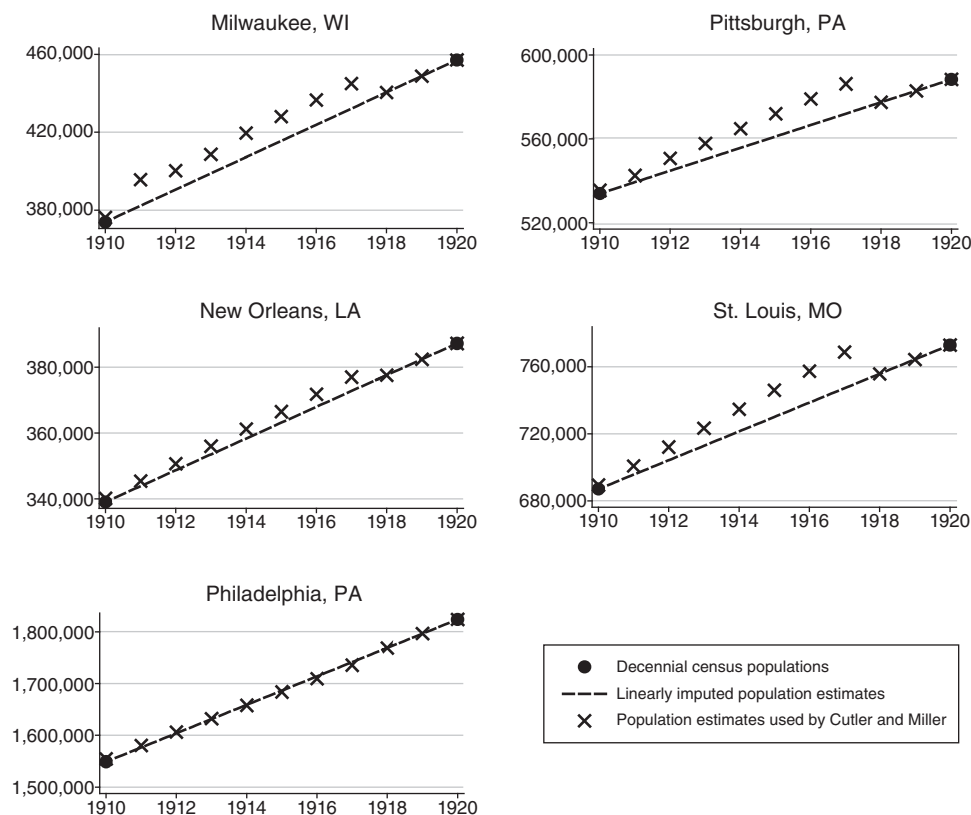 Milwaukee, WI
460,000
420,000
380,000
1910 1912 1914 1916 1918 1920
Pittsburgh, PA
600,000
560,000
520,000
1910 1912 1914 1916 1918 1920
New Orleans, LA
380,000
360,000
340,000
1910 1912 1914 1916 1918 1920
St. Louis, MO
760,000
720,000
680,000
1910 1912 1914 1916 1918 1920
Philadelphia, PA
1,800,000
1,700,000
1,600,000
1,500,000
1910 1912 1914 1916 1918 1920
Decennial census populations
Linearly imputed population estimates
Population estimates used by Cutler and Miller